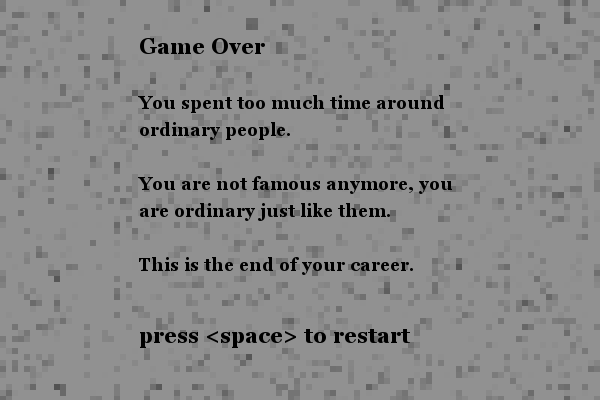 Game Over
You spent too much time around
ordinary people.
You are not famous anymore, you
are ordinary just like them.
This is the end of your career.
press <space> to restart